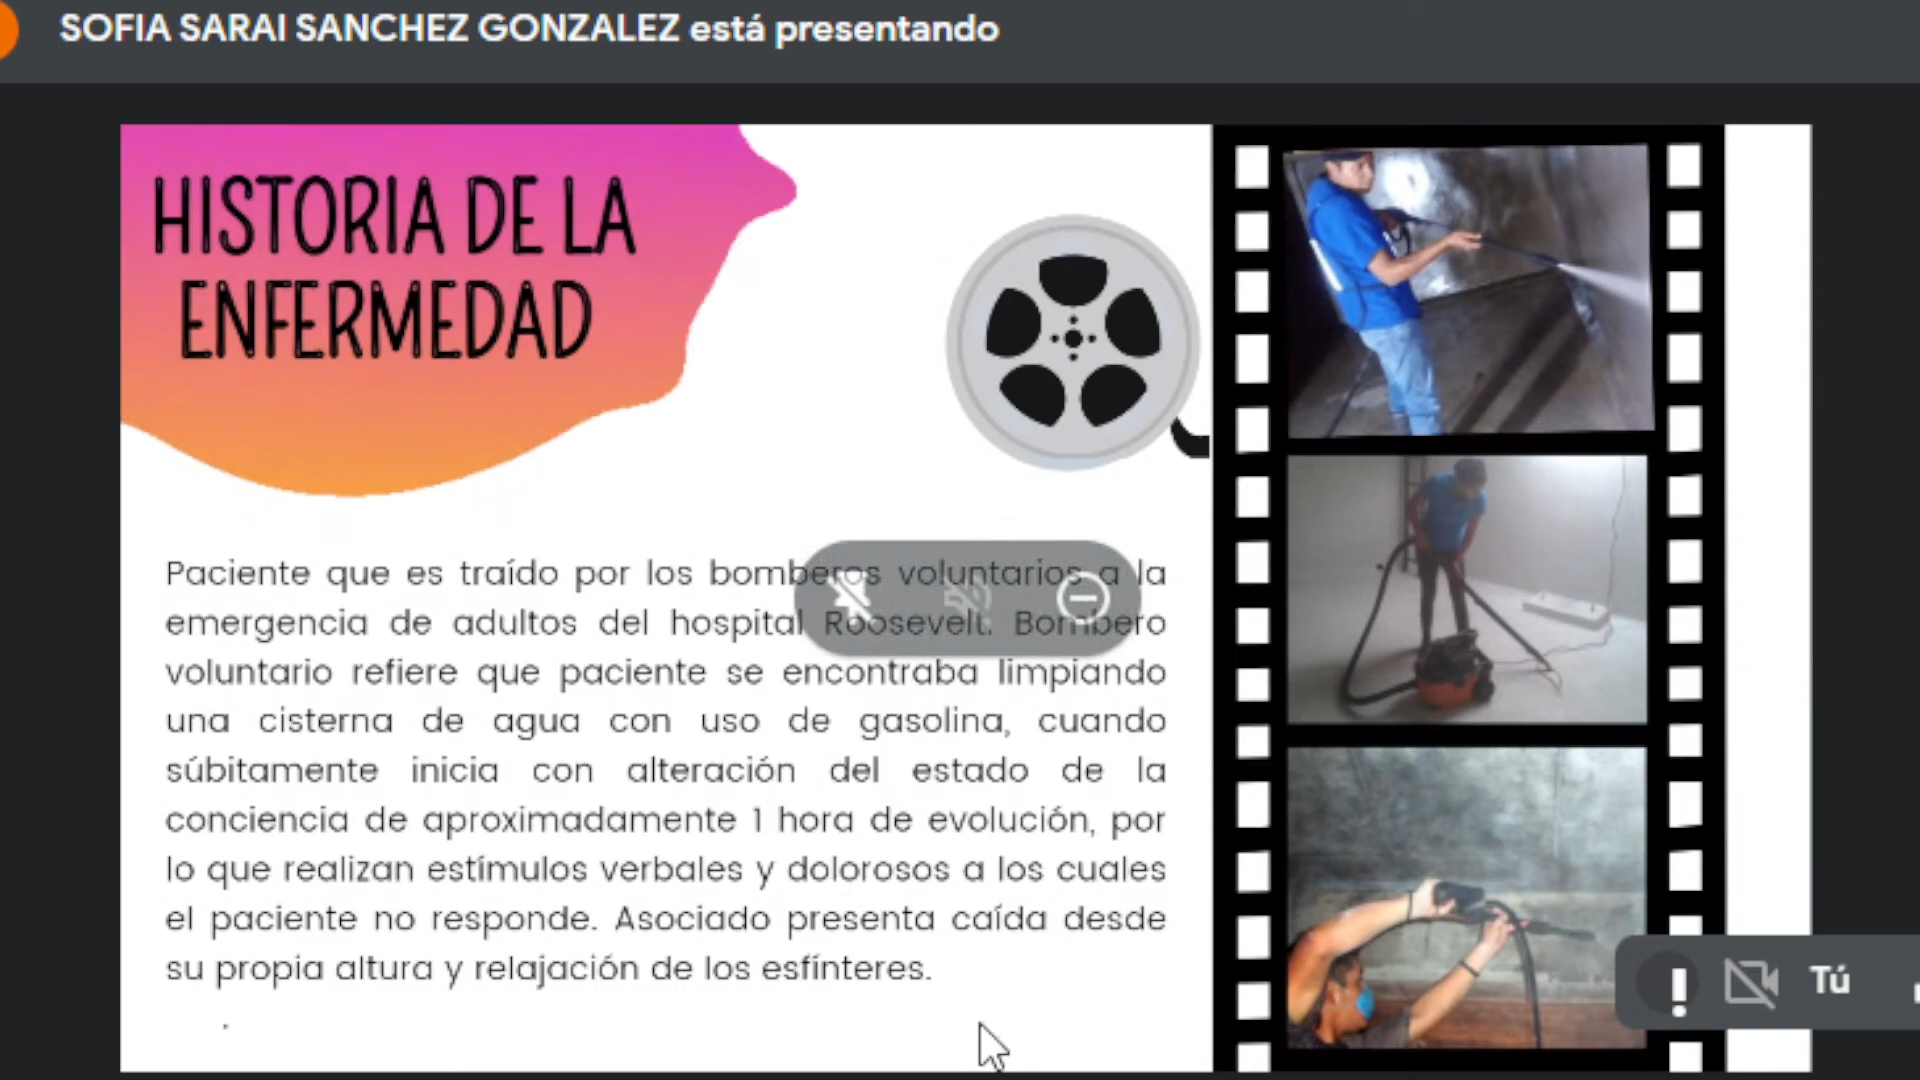 SOFIA SARAI SANCHEZ GONZALEZ está presentando
HISTORIA DE LA
ENFERMEDAD
Paciente que es traído por los bomberos voluntarios a la
emergencia de adultos del hospital Roosevelt. Bombero
voluntario refiere que paciente se encontraba limpiando
una cisterna de agua con uso de gasolina, cuando
súbitamente inicia con alteración del estado de la
conciencia de aproximadamente 1 hora de evolución, por
lo que realizan estímulos verbales y dolorosos a los cuales
el paciente no responde. Asociado presenta caída desde
su propia altura y relajación de los esfínteres.
Tú